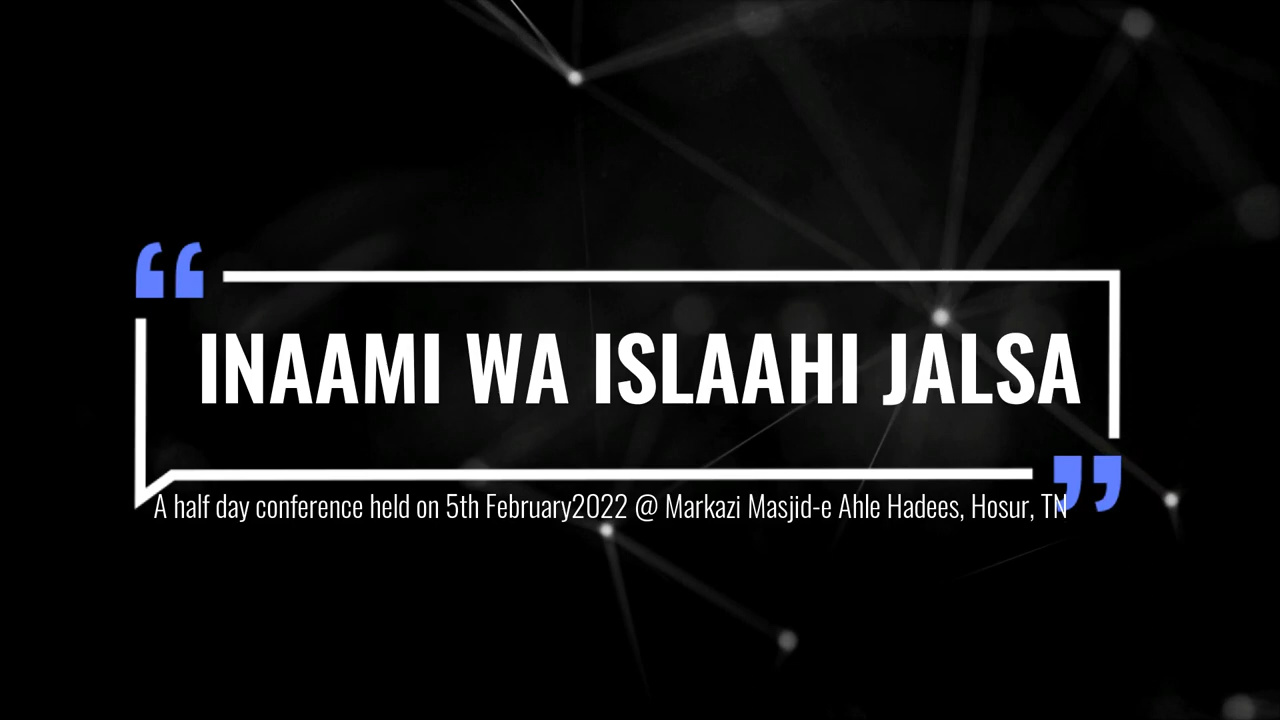 INAAMI WA ISLAAHI JALSA
A half day conference held on 5th February2022 @ Markazi Masjid-e Ahle Hadees, Hosur, TN